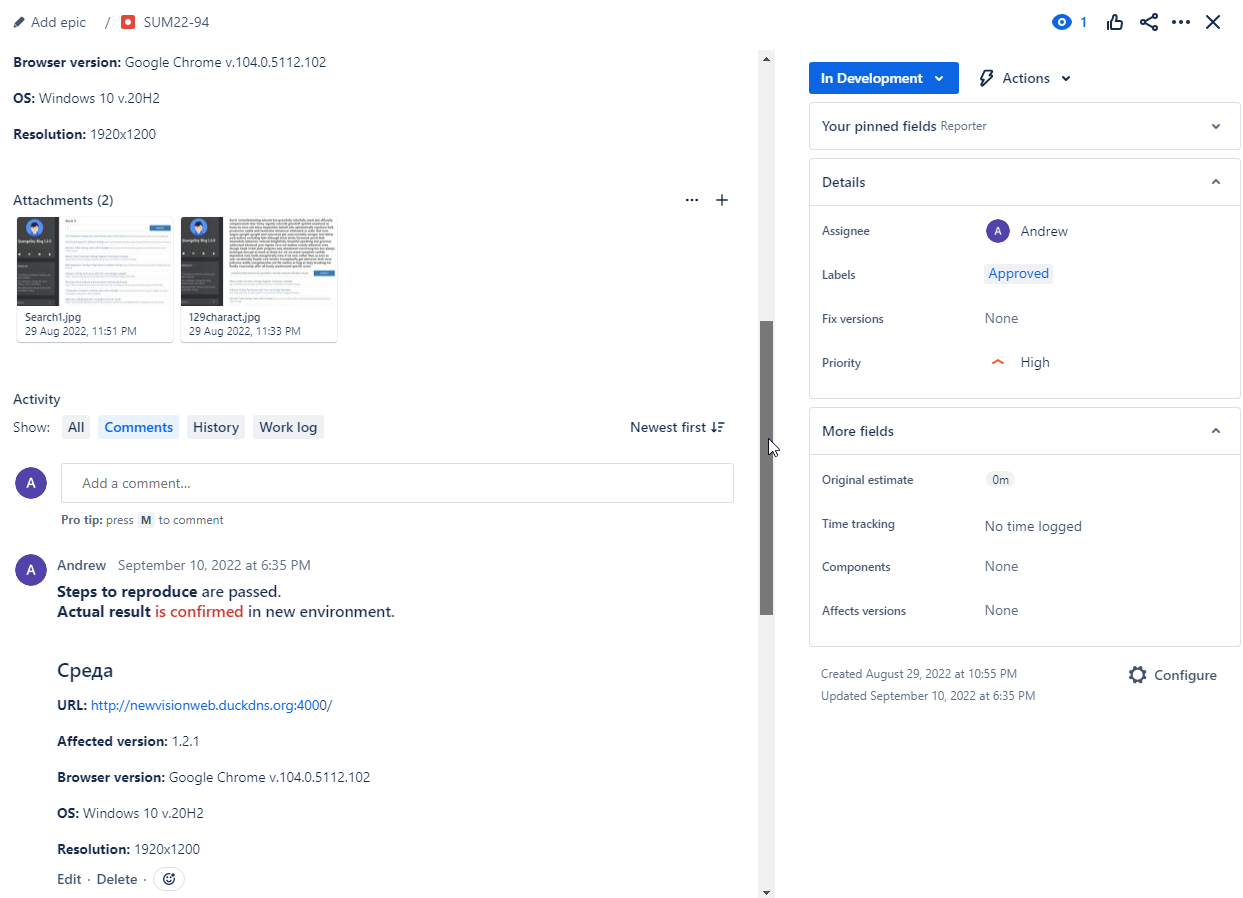 Add epic / SUM22-94
1
Browser version: Google Chrome v.104.0.5112.102
OS: Windows 10 v.20H2
Resolution: 1920x1200
Attachments (2)
Search1.jpg
29 Aug 2022, 11:51 PM
129charact.jpg
29 Aug 2022, 11:33 PM
Activity
Show: All Comments History Work log
Newest first
A
Add a comment...
Pro tip: press M to comment
A
Andrew September 10, 2022 at 6:35 PM
Steps to reproduce are passed.
Actual result is confirmed in new environment.
Среда
URL: http://newvisionweb.duckdns.org:4000/
Affected version: 1.2.1
Browser version: Google Chrome v.104.0.5112.102
OS: Windows 10 v.20H2
Resolution: 1920x1200
Edit · Delete ·
In Development
Actions
Your pinned fields Reporter
Details
Assignee A Andrew
Labels Approved
Fix versions None
Priority High
More fields
Original estimate 0m
Time tracking No time logged
Components None
Affects versions None
Created August 29, 2022 at 10:55 PM
Updated September 10, 2022 at 6:35 PM
Configure